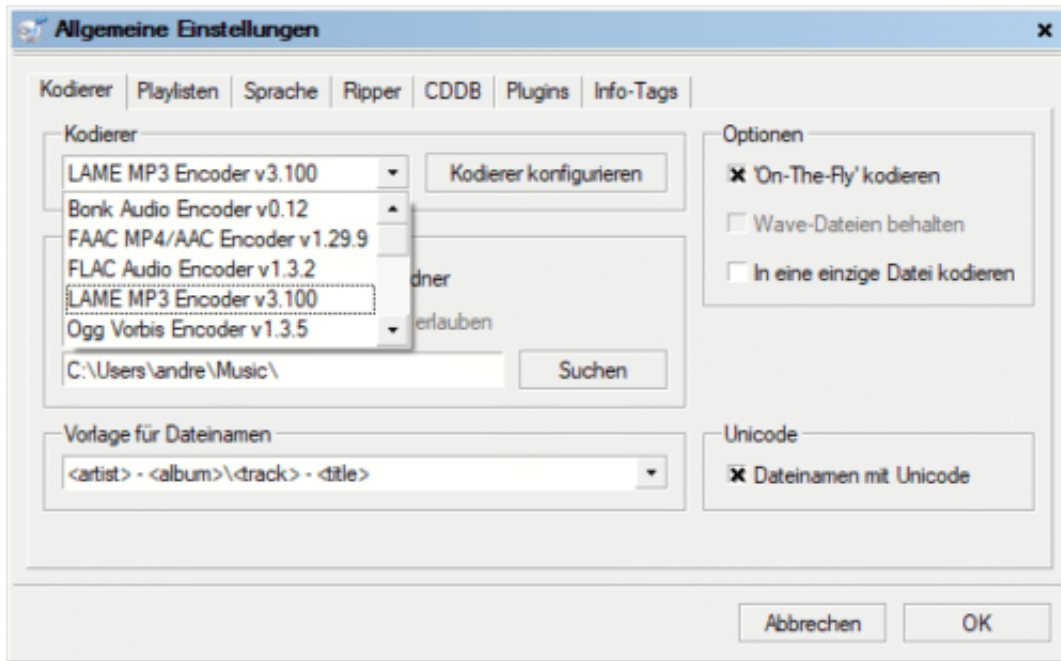 Allgemeine Einstellungen
Kodierer Playlisten Sprache Ripper CDDB Plugins Info-Tags
Kodierer
LAME MP3 Encoder v3.100
Kodierer konfigurieren
Bonk Audio Encoder v0.12
FAAC MP4/AAC Encoder v1.29.9
FLAC Audio Encoder v1.3.2
LAME MP3 Encoder v3.100
Ogg Vorbis Encoder v1.3.5
erlauben
C:\Users\andre\Music\
Suchen
Optionen
'On-The-Fly' kodieren
Wave-Dateien behalten
In eine einzige Datei kodieren
Vorlage für Dateinamen
<artist> - <album>\<track> - <title>
Unicode
Dateinamen mit Unicode
Abbrechen
OK